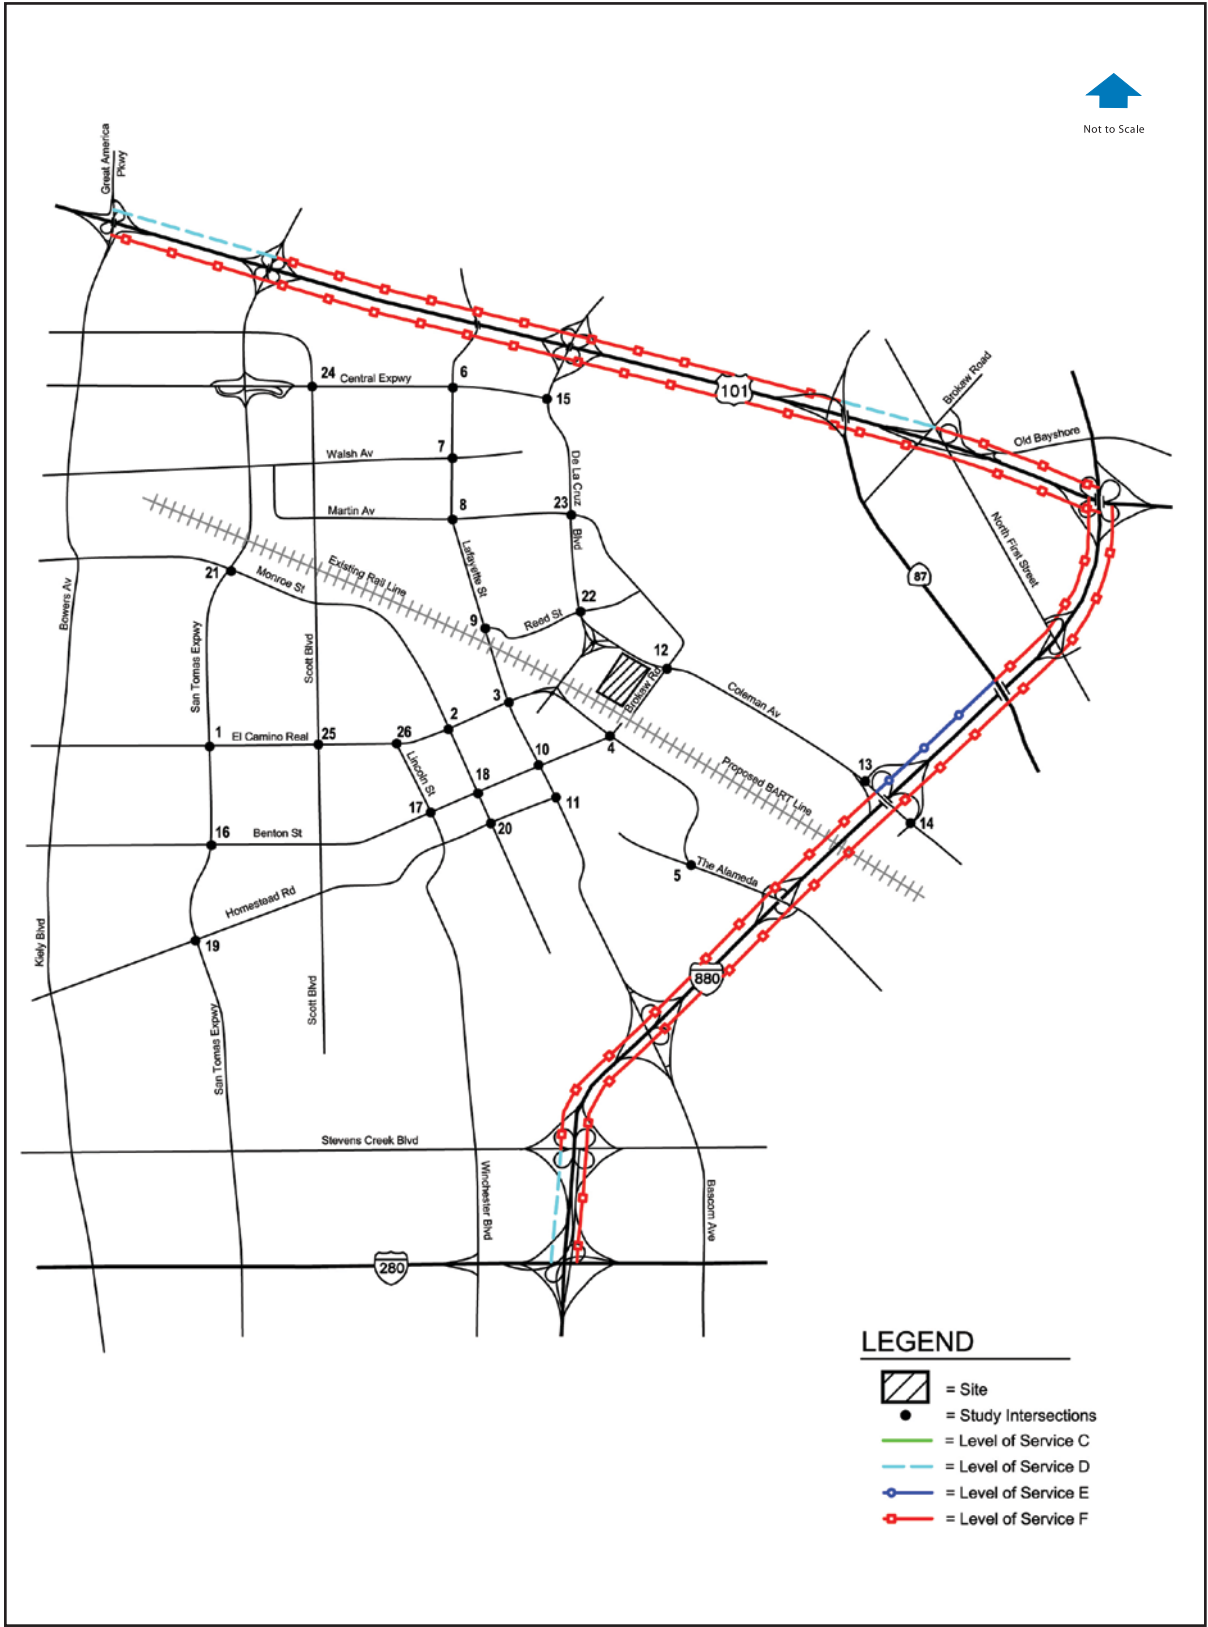 Not to Scale
Great America
Pkwy
24
Central Expwy
6
15
101
Brokaw Road
Old Bayshore
7
Walsh Av
De La Cruz
Blvd
8
Martin Av
23
Lafayette St
North First Street
Existing Rail Line
21
Monroe St
87
Bowers Av
9
Reed St
22
San Tomas Expwy
Scott Blvd
12
Brokaw Rd
Coleman Av
3
2
1
El Camino Real
25
26
10
4
13
Lincoln St
Proposed BART Line
18
17
11
14
16
Benton St
20
5
The Alameda
Homestead Rd
19
Kiely Blvd
880
Scott Blvd
San Tomas Expwy
Stevens Creek Blvd
Winchester Blvd
Bascom Ave
280
LEGEND
= Site
= Study Intersections
= Level of Service C
= Level of Service D
= Level of Service E
= Level of Service F